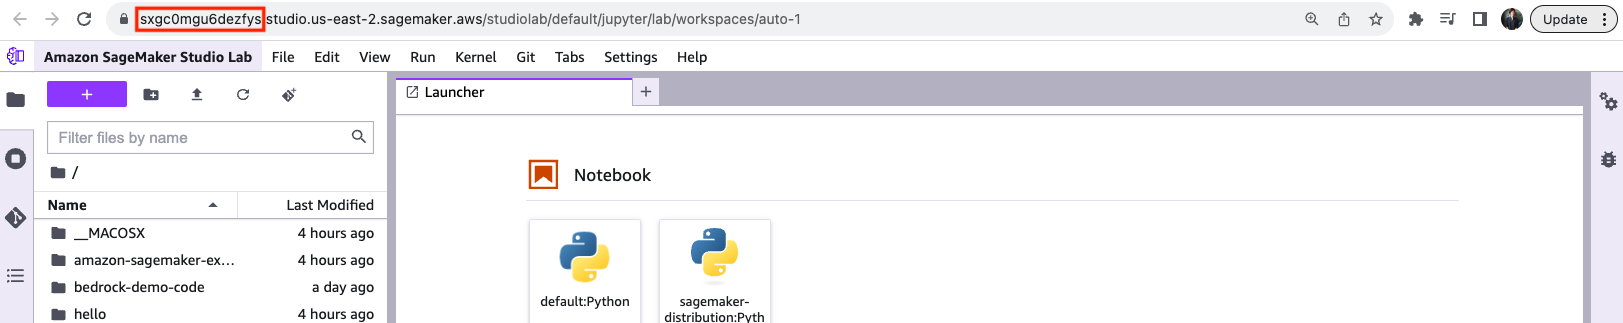 sxgc0mgu6dezfys.studio.us-east-2.sagemaker.aws/studiolab/default/jupyter/lab/workspaces/auto-1
Update
Amazon SageMaker Studio Lab File Edit View Run Kernel Git Tabs Settings Help
+
Launcher
+
Filter files by name
/
Name Last Modified
__MACOSX 4 hours ago
amazon-sagemaker-ex... 4 hours ago
bedrock-demo-code a day ago
hello 4 hours ago
Notebook
default:Python
sagemaker-
distribution:Pyth